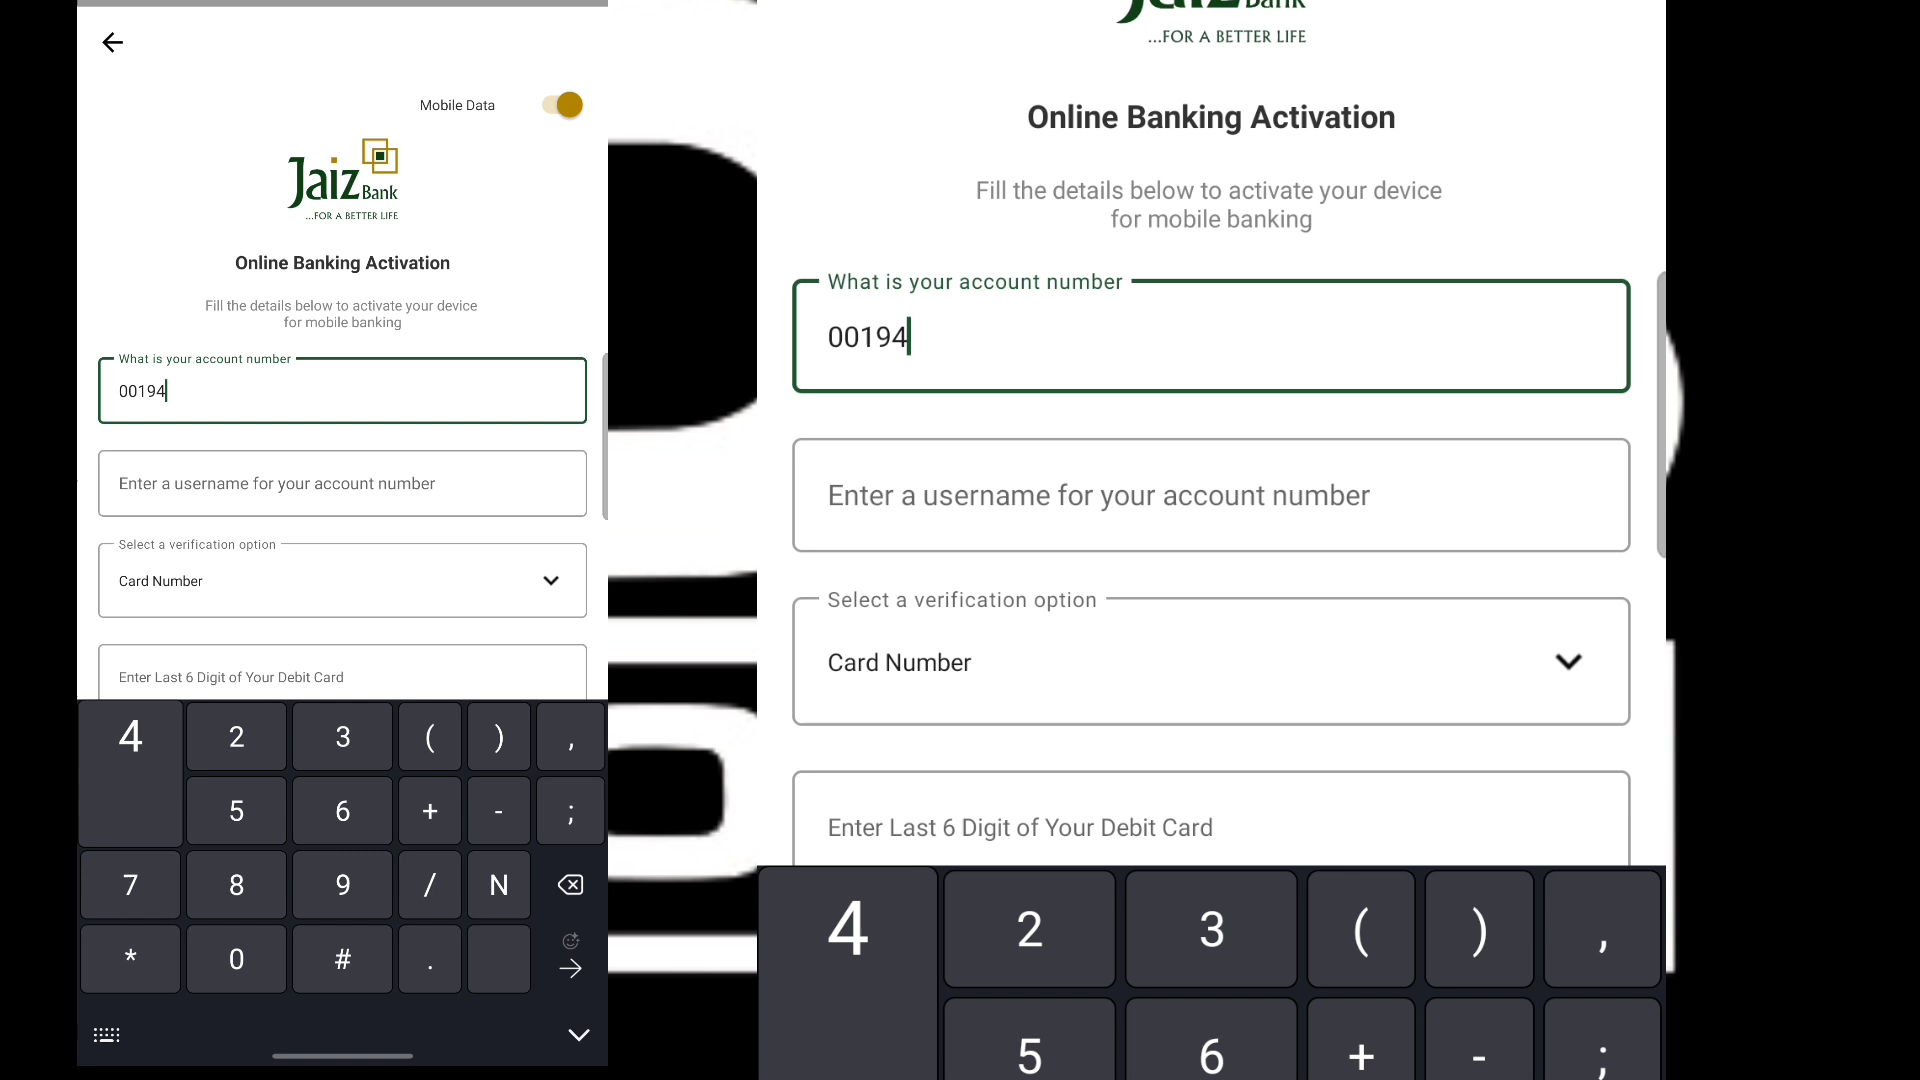 Mobile Data
Jaiz Bank
...FOR A BETTER LIFE
Online Banking Activation
Fill the details below to activate your device
for mobile banking
What is your account number
00194
Enter a username for your account number
Select a verification option
Card Number
Enter Last 6 Digit of Your Debit Card
4 2 3 ( ) ,
5 6 + - ;
7 8 9 / N
* 0 # .
Jaiz Bank
...FOR A BETTER LIFE
Online Banking Activation
Fill the details below to activate your device
for mobile banking
What is your account number
00194
Enter a username for your account number
Select a verification option
Card Number
Enter Last 6 Digit of Your Debit Card
4 2 3 ( ) ,
5 6 + - ;